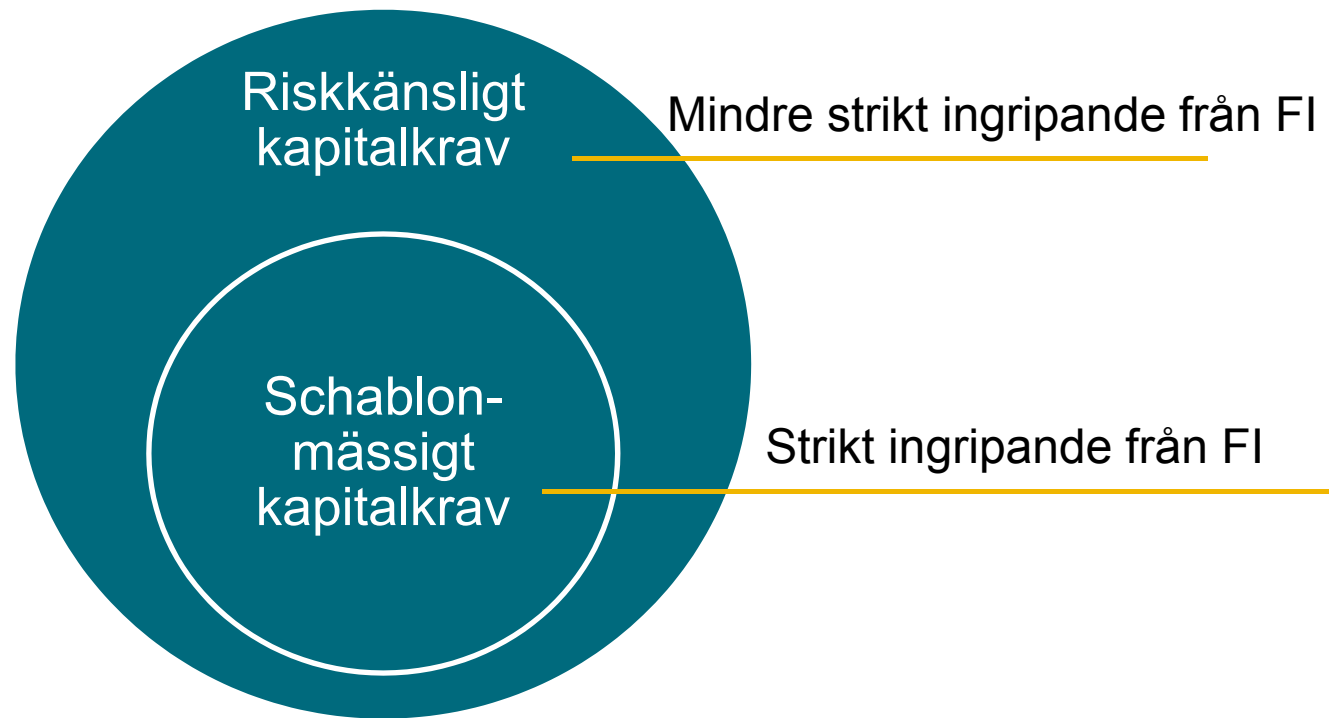 Riskkänsligt
kapitalkrav
Mindre strikt ingripande från FI
Schablon-
mässigt
kapitalkrav
Strikt ingripande från FI